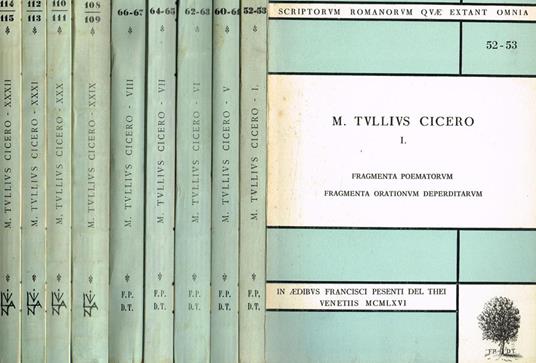 114
115
M. TVLLIVS CICERO - XXXII
112
113
M. TVLLIVS CICERO - XXXI
110
111
M. TVLLIVS CICERO - XXX
108
109
M. TVLLIVS CICERO - XXIX
66-67
M. TVLLIVS CICERO - VIII
F.P.
D.T.
64-65
M. TVLLIVS CICERO - VII
F.P.
D.T.
62-63
M. TVLLIVS CICERO - VI
F.P.
D.T.
60-61
M. TVLLIVS CICERO - V
F.P.
D.T.
52-53
M. TVLLIVS CICERO - I.
F.P.
D.T.
SCRIPTORVM ROMANORVM QVÆ EXTANT OMNIA
52-53
M. TVLLIVS CICERO
I.
FRAGMENTA POEMATORVM
FRAGMENTA ORATIONVM DEPERDITARVM
IN ÆDIBVS FRANCISCI PESENTI DEL THEI
VENETIIS MCMLXVI
FR DT